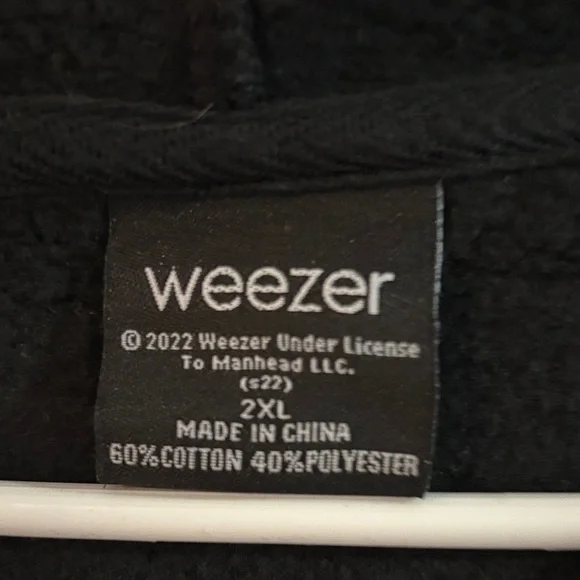 weezer
© 2022 Weezer Under License
To Manhead LLC.
(s22)
2XL
MADE IN CHINA
60%COTTON 40%POLYESTER